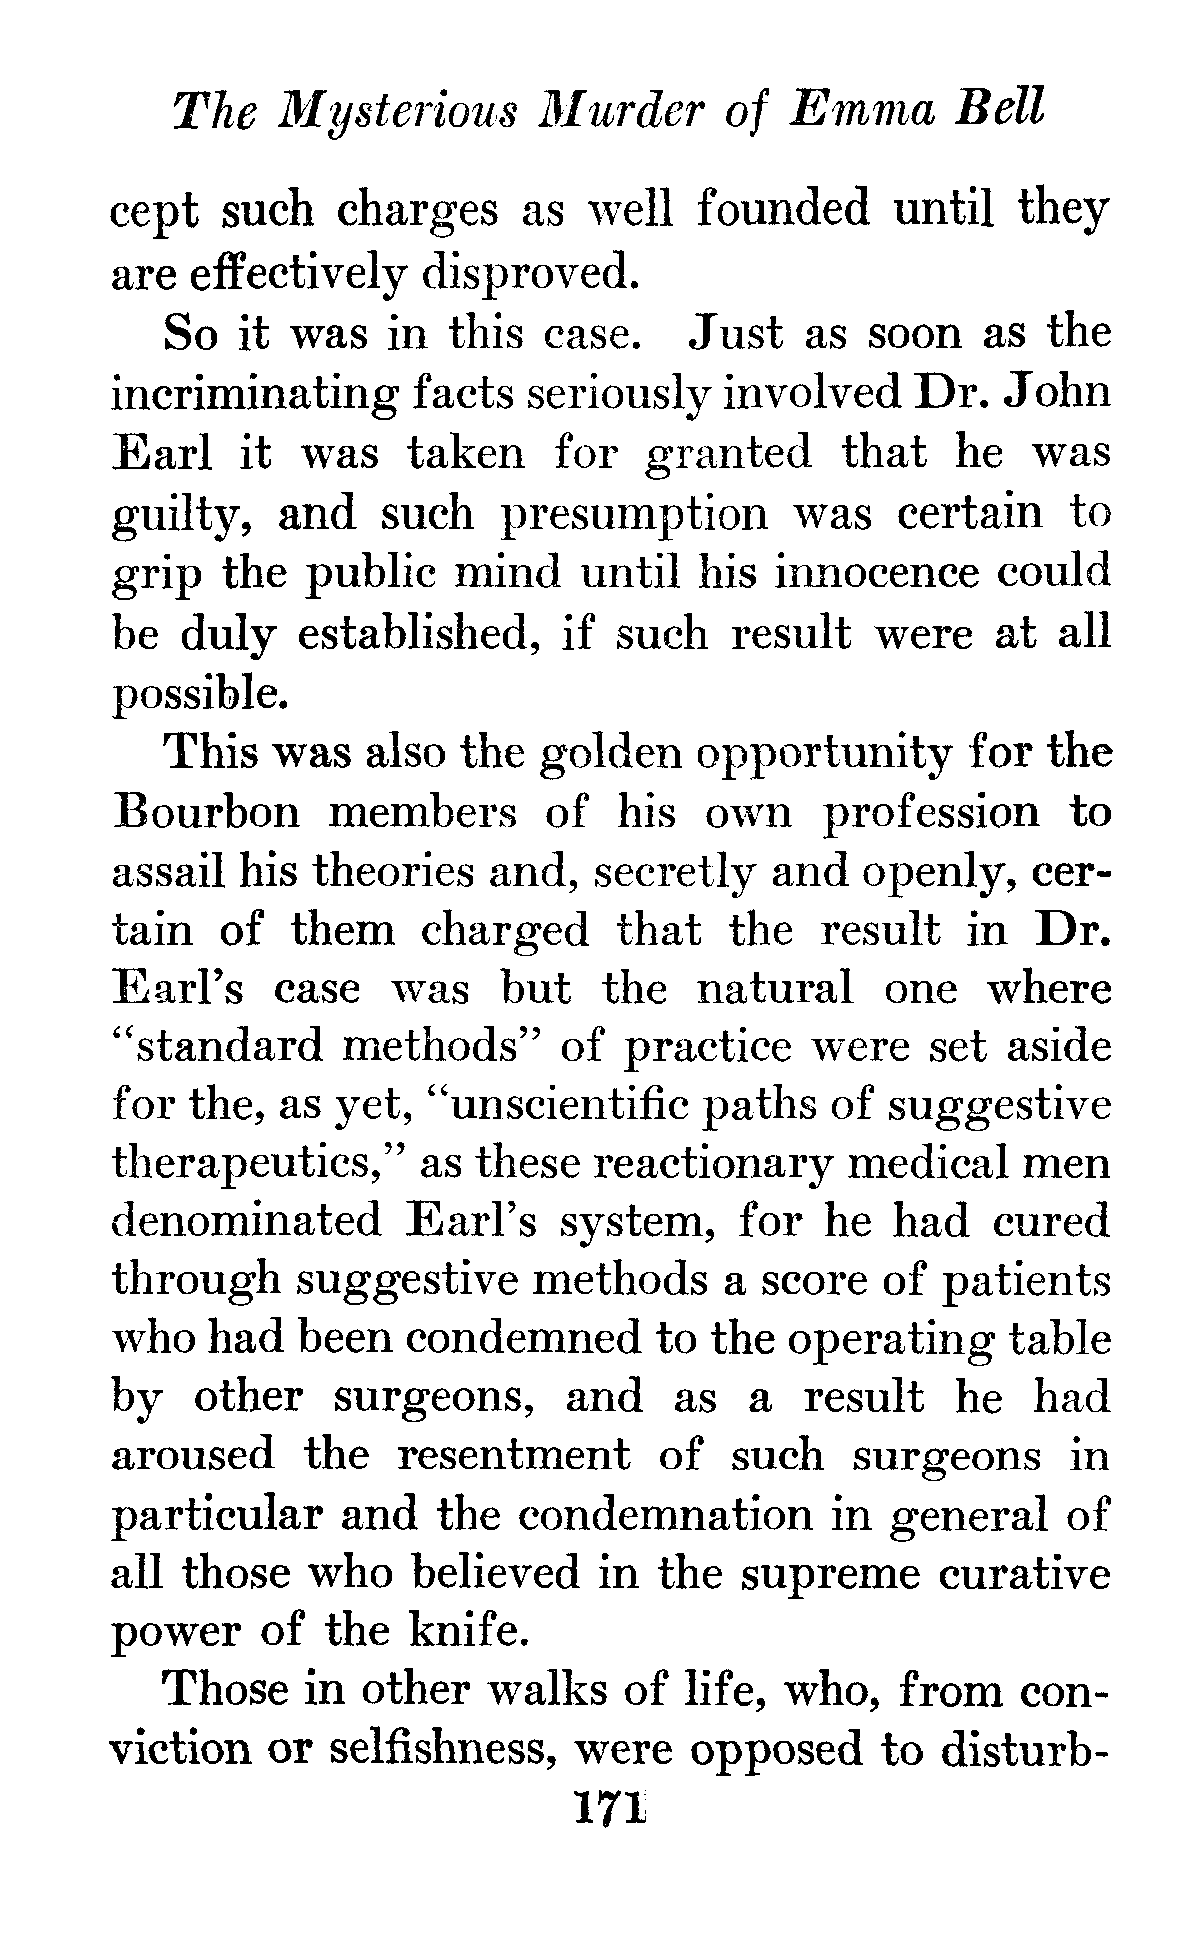 The Mysterious Murder of Emma Bell
cept such charges as well founded until they
are effectively disproved.
So it was in this case. Just as soon as the
incriminating facts seriously involved Dr. John
Earl it was taken for granted that he was
guilty, and such presumption was certain to
grip the public mind until his innocence could
be duly established, if such result were at all
possible.
This was also the golden opportunity for the
Bourbon members of his own profession to
assail his theories and, secretly and openly, cer-
tain of them charged that the result in Dr.
Earl's case was but the natural one where
“standard methods” of practice were set aside
for the, as yet, “unscientific paths of suggestive
therapeutics,” as these reactionary medical men
denominated Earl's system, for he had cured
through suggestive methods a score of patients
who had been condemned to the operating table
by other surgeons, and as a result he had
aroused the resentment of such surgeons in
particular and the condemnation in general of
all those who believed in the supreme curative
power of the knife.
Those in other walks of life, who, from con-
viction or selfishness, were opposed to disturb-
171